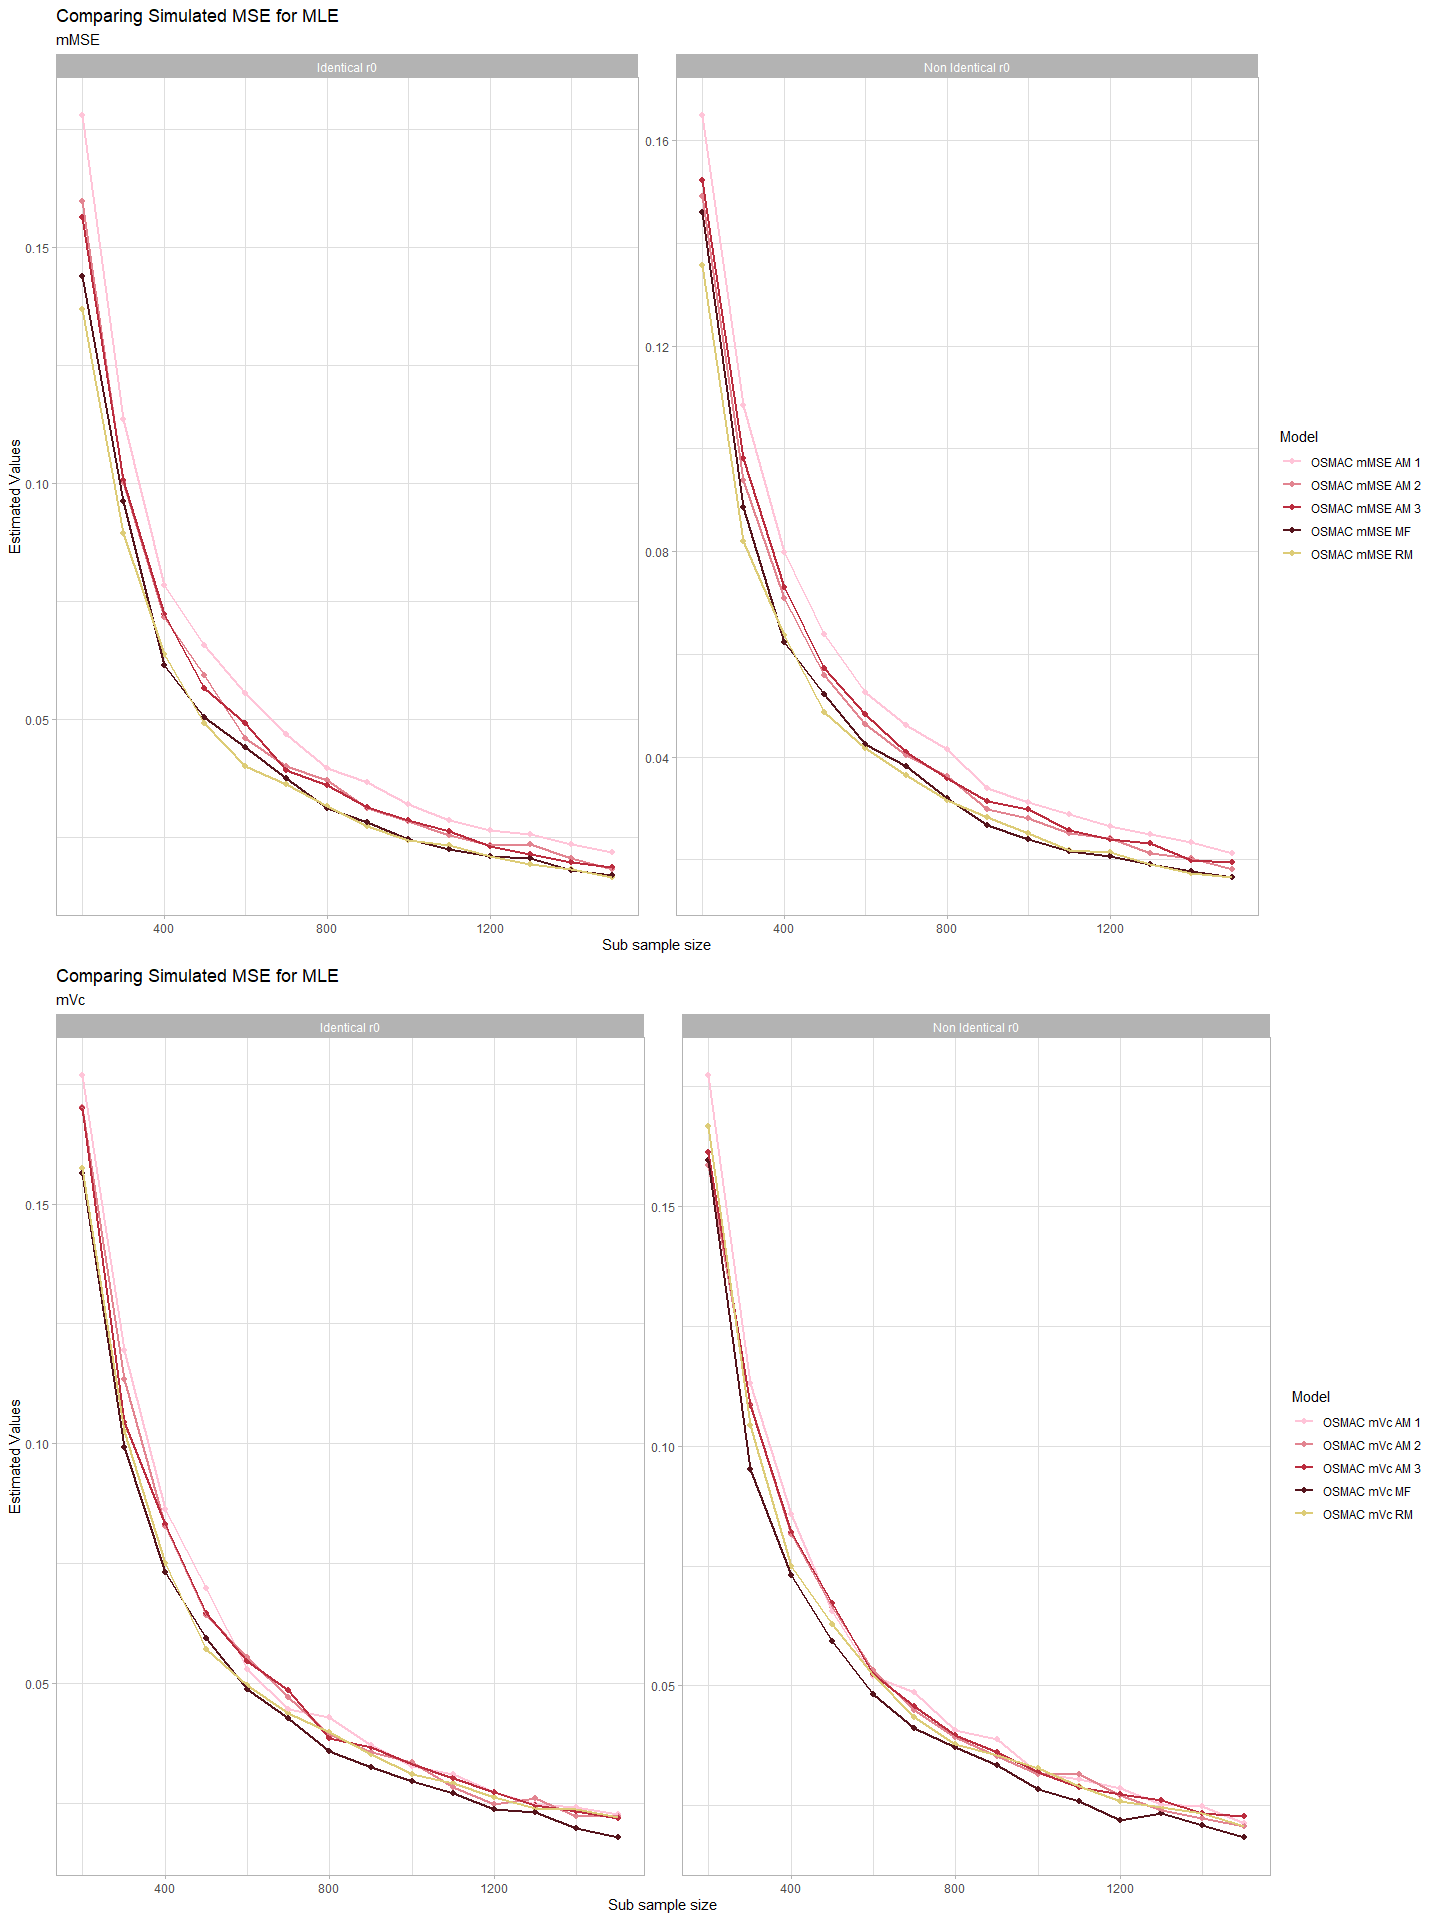 Comparing Simulated MSE for MLE
mMSE
Identical r0
Non Identical r0
Estimated Values
0.15
0.10
0.05
0.16
0.12
0.08
0.04
400
800
1200
400
800
1200
Sub sample size
Model
OSMAC mMSE AM 1
OSMAC mMSE AM 2
OSMAC mMSE AM 3
OSMAC mMSE MF
OSMAC mMSE RM
Comparing Simulated MSE for MLE
mVc
Identical r0
Non Identical r0
Estimated Values
0.15
0.10
0.05
0.15
0.10
0.05
400
800
1200
400
800
1200
Sub sample size
Model
OSMAC mVc AM 1
OSMAC mVc AM 2
OSMAC mVc AM 3
OSMAC mVc MF
OSMAC mVc RM